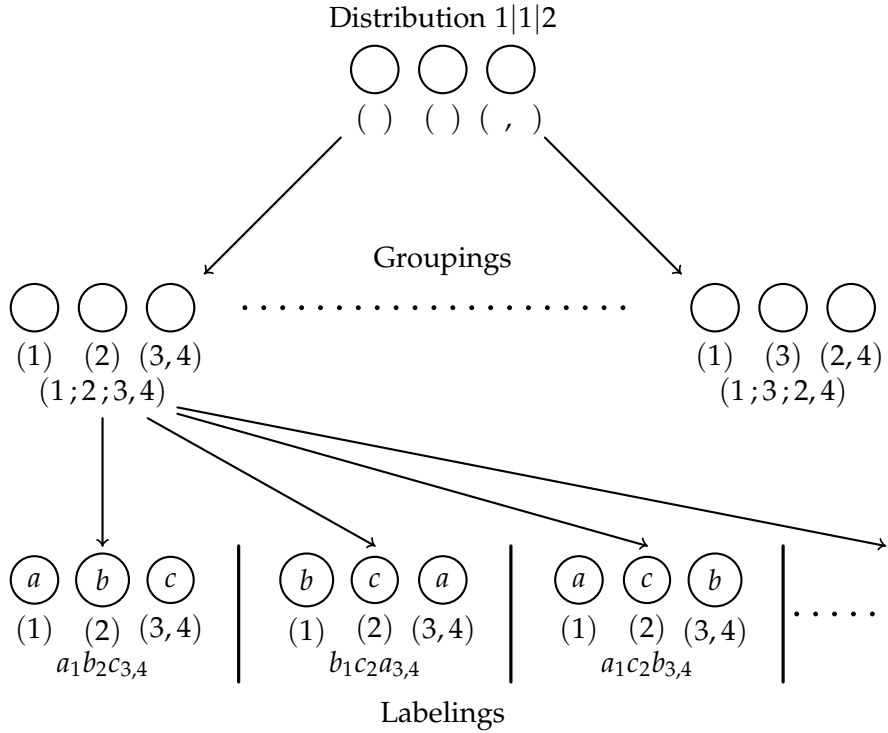 Distribution 1|1|2
( ) ( ) ( , )
Groupings
(1) (2) (3,4) (1) (3) (2,4)
(1;2;3,4) (1;3;2,4)
a b c b c a a c b
(1) (2) (3,4) (1) (2) (3,4) (1) (2) (3,4)
a₁b₂c₃,₄ b₁c₂a₃,₄ a₁c₂b₃,₄
Labelings